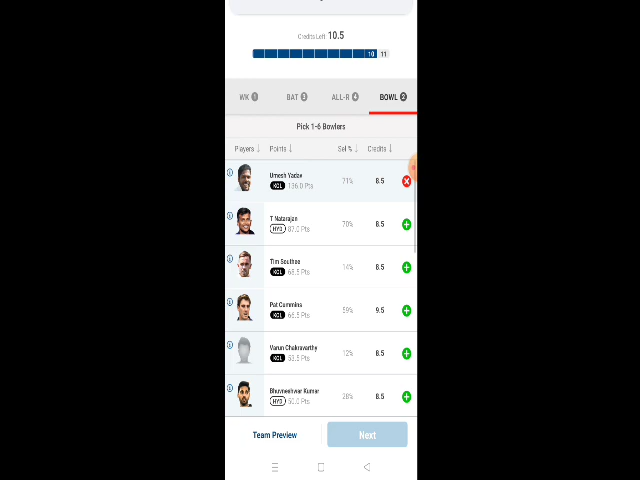 Credits Left 10.5
10 11
WK 1 BAT 3 ALL-R 4 BOWL 2
Pick 1-6 Bowlers
Players ↓ Points ↓ Sel % ↓ Credits ↓
Umesh Yadav
KOL 136.0 Pts 71% 8.5
T Natarajan
HYD 87.0 Pts 70% 8.5
Tim Southee
KOL 68.5 Pts 14% 8.5
Pat Cummins
KOL 66.5 Pts 59% 9.5
Varun Chakravarthy
KOL 53.5 Pts 12% 8.5
Bhuvneshwar Kumar
HYD 50.0 Pts 28% 8.5
Team Preview Next